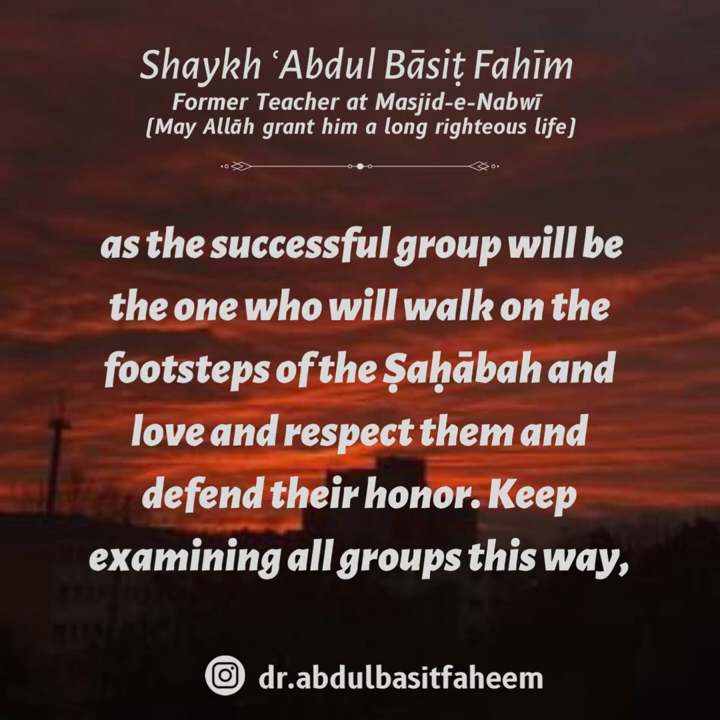 Shaykh ʿAbdul Bāsiṭ Fahīm
Former Teacher at Masjid-e-Nabwī
[May Allāh grant him a long righteous life]
as the successful group will be
the one who will walk on the
footsteps of the Ṣaḥābah and
love and respect them and
defend their honor. Keep
examining all groups this way,
dr.abdulbasitfaheem